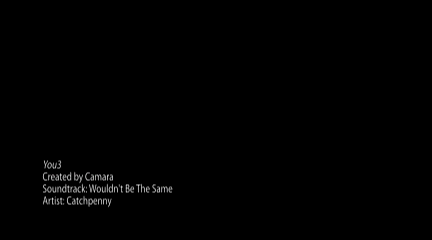 You3
Created by Camara
Soundtrack: Wouldn't Be The Same
Artist: Catchpenny